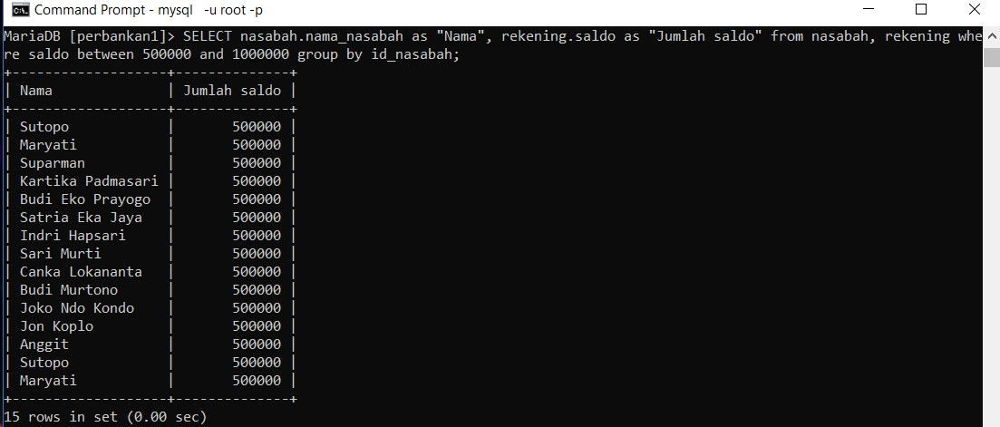 Command Prompt - mysql  -u root -p
MariaDB [perbankan1]> SELECT nasabah.nama_nasabah as "Nama", rekening.saldo as "Jumlah saldo" from nasabah, rekening whe
re saldo between 500000 and 1000000 group by id_nasabah;
+-------------------+--------------+
| Nama              | Jumlah saldo |
+-------------------+--------------+
| Sutopo            |       500000 |
| Maryati           |       500000 |
| Suparman          |       500000 |
| Kartika Padmasari |       500000 |
| Budi Eko Prayogo  |       500000 |
| Satria Eka Jaya   |       500000 |
| Indri Hapsari     |       500000 |
| Sari Murti        |       500000 |
| Canka Lokananta   |       500000 |
| Budi Murtono      |       500000 |
| Joko Ndo Kondo    |       500000 |
| Jon Koplo         |       500000 |
| Anggit            |       500000 |
| Sutopo            |       500000 |
| Maryati           |       500000 |
+-------------------+--------------+
15 rows in set (0.00 sec)